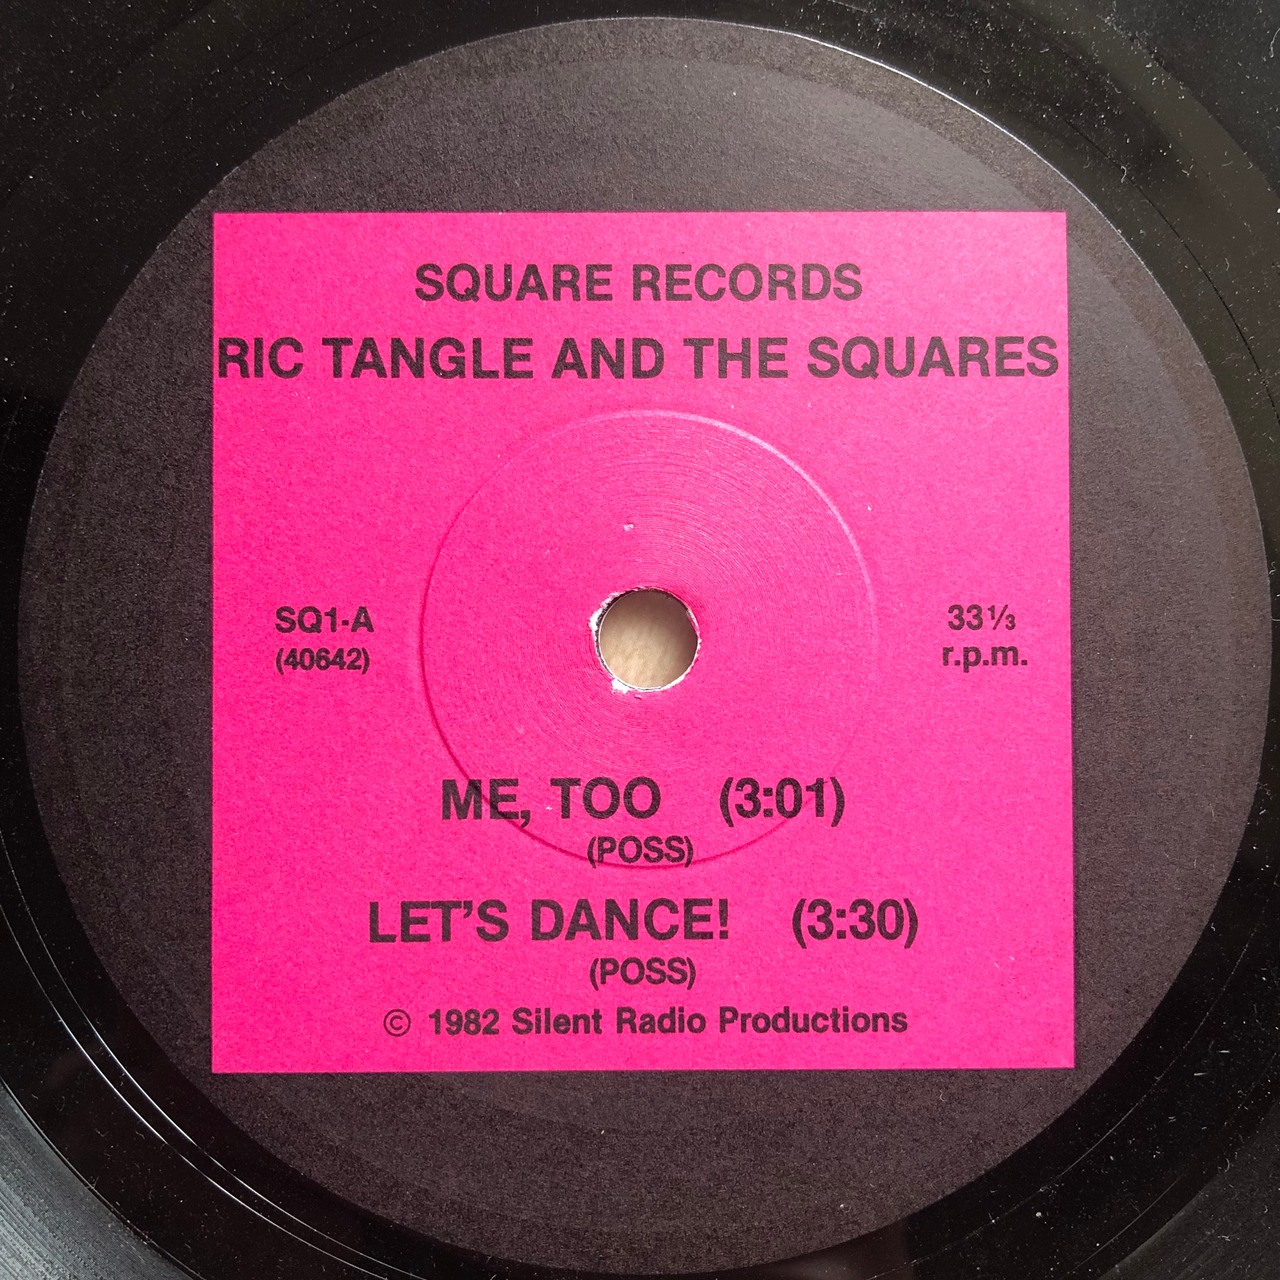 SQUARE RECORDS
RIC TANGLE AND THE SQUARES
SQ1-A
(40642)
33⅓
r.p.m.
ME, TOO (3:01)
(POSS)
LET'S DANCE! (3:30)
(POSS)
© 1982 Silent Radio Productions